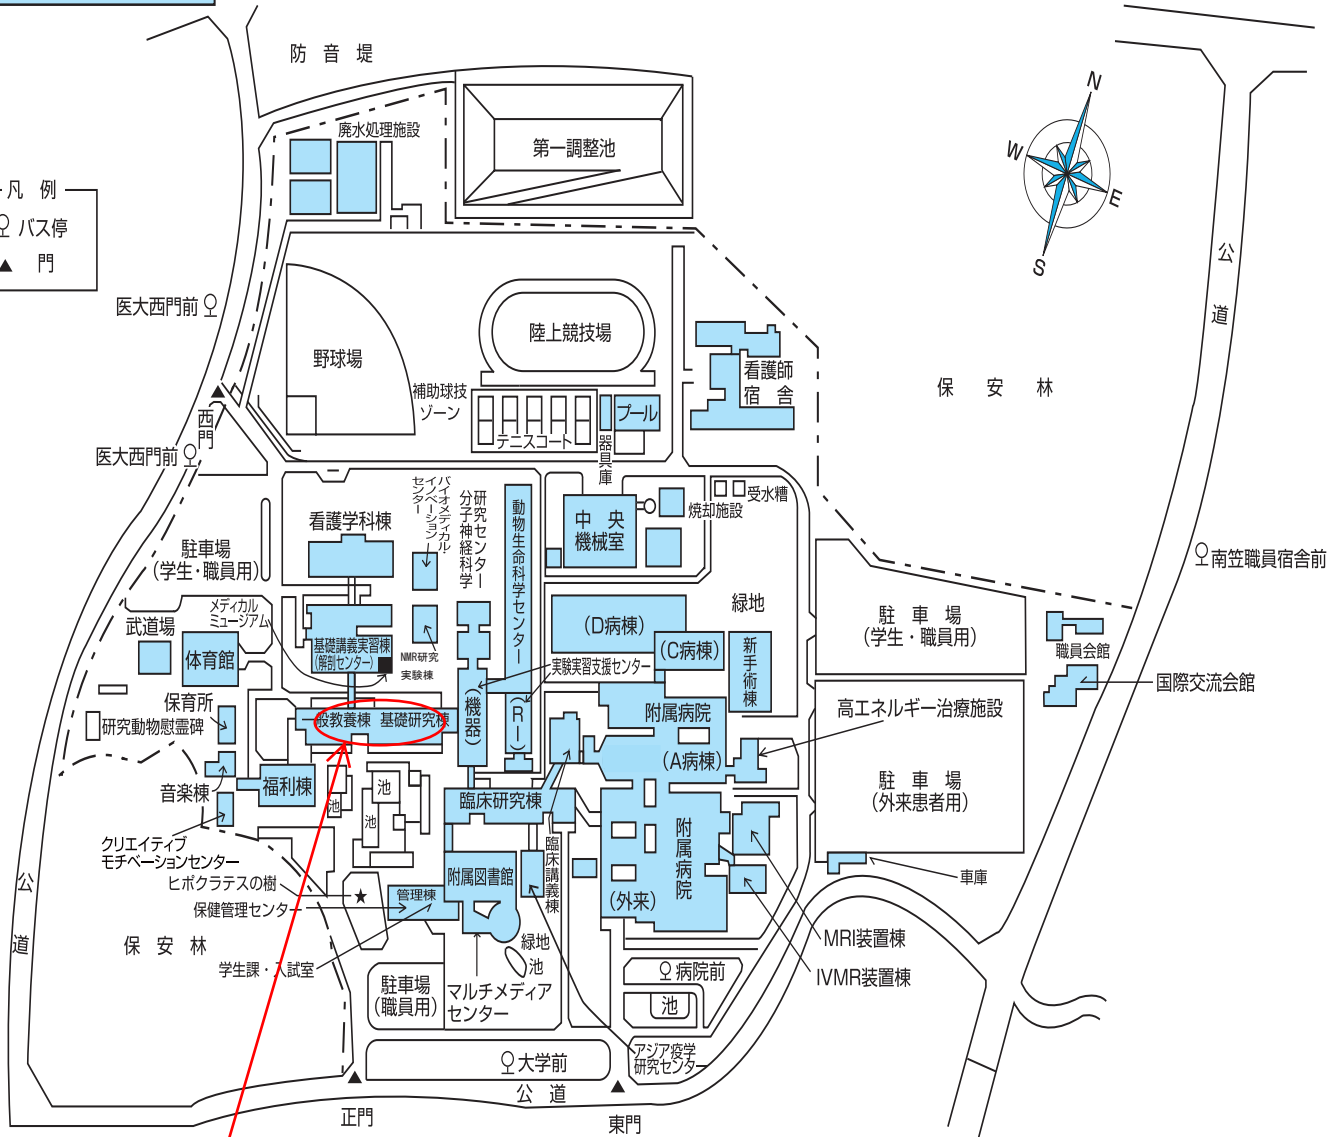 防 音 堤
廃水処理施設
第一調整池
N
W
E
S
凡 例
バス停
門
公
道
医大西門前
陸上競技場
野球場
看護師
宿 舎
保 安 林
補助球技
ゾーン
プール
西門
テニスコート
器具庫
医大西門前
バイオメディカル・
イノベーション
センター
研究センター
分子神経科学
動物生命科学センター
受水糟
焼却施設
看護学科棟
中 央
機械室
駐車場
(学生・職員用)
南笠職員宿舎前
メディカル
ミュージアム
緑地
駐 車 場
(学生・職員用)
武道場
(D病棟)
体育館
基礎講義実習棟
(解剖センター)
NMR研究
実験棟
実験実習支援センター
(C病棟)
新手術棟
職員会館
国際交流会館
保育所
研究動物慰霊碑
一般教養棟 基礎研究棟
(機器)
(RI)
附属病院
高エネルギー治療施設
(A病棟)
音楽棟
福利棟
池
池
池
臨床研究棟
駐 車 場
(外来患者用)
クリエイティブ
モチベーションセンター
臨床講義棟
附属病院
ヒポクラテスの樹
附属図書館
車庫
公
道
保健管理センター
管理棟
(外来)
保 安 林
緑地
MRI装置棟
学生課・入試室
池
病院前
IVMR装置棟
駐車場
(職員用)
マルチメディア
センター
池
アジア疫学
研究センター
大学前
公 道
正門
東門